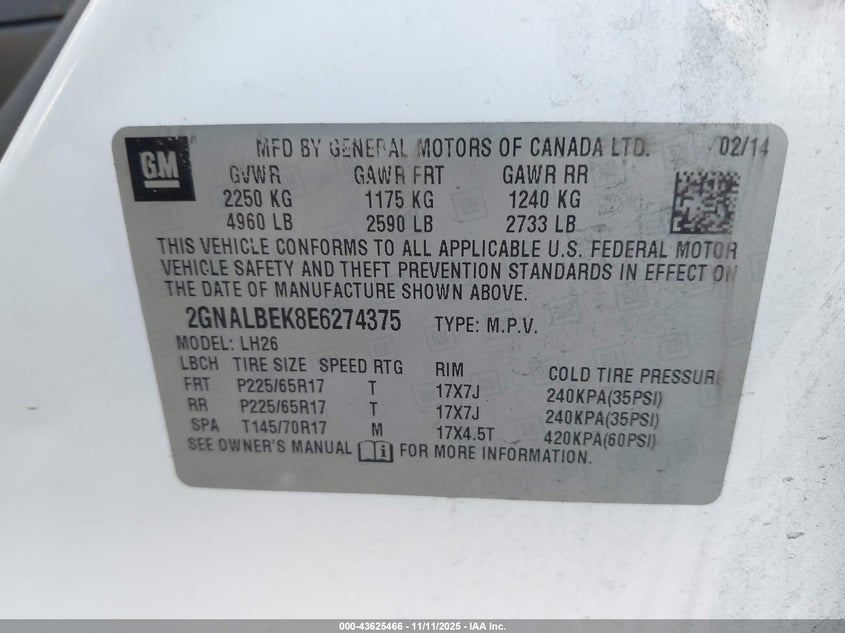 GM
MFD BY GENERAL MOTORS OF CANADA LTD. 02/14
GVWR GAWR FRT GAWR RR
2250 KG 1175 KG 1240 KG
4960 LB 2590 LB 2733 LB
THIS VEHICLE CONFORMS TO ALL APPLICABLE U.S. FEDERAL MOTOR
VEHICLE SAFETY AND THEFT PREVENTION STANDARDS IN EFFECT ON
THE DATE OF MANUFACTURE SHOWN ABOVE.
2GNALBEK8E6274375 TYPE: M.P.V.
MODEL: LH26
LBCH TIRE SIZE SPEED RTG RIM COLD TIRE PRESSURE
FRT P225/65R17 T 17X7J 240KPA(35PSI)
RR P225/65R17 T 17X7J 240KPA(35PSI)
SPA T145/70R17 M 17X4.5T 420KPA(60PSI)
SEE OWNER'S MANUAL i FOR MORE INFORMATION.
000-43625466 - 11/11/2025 - IAA Inc.